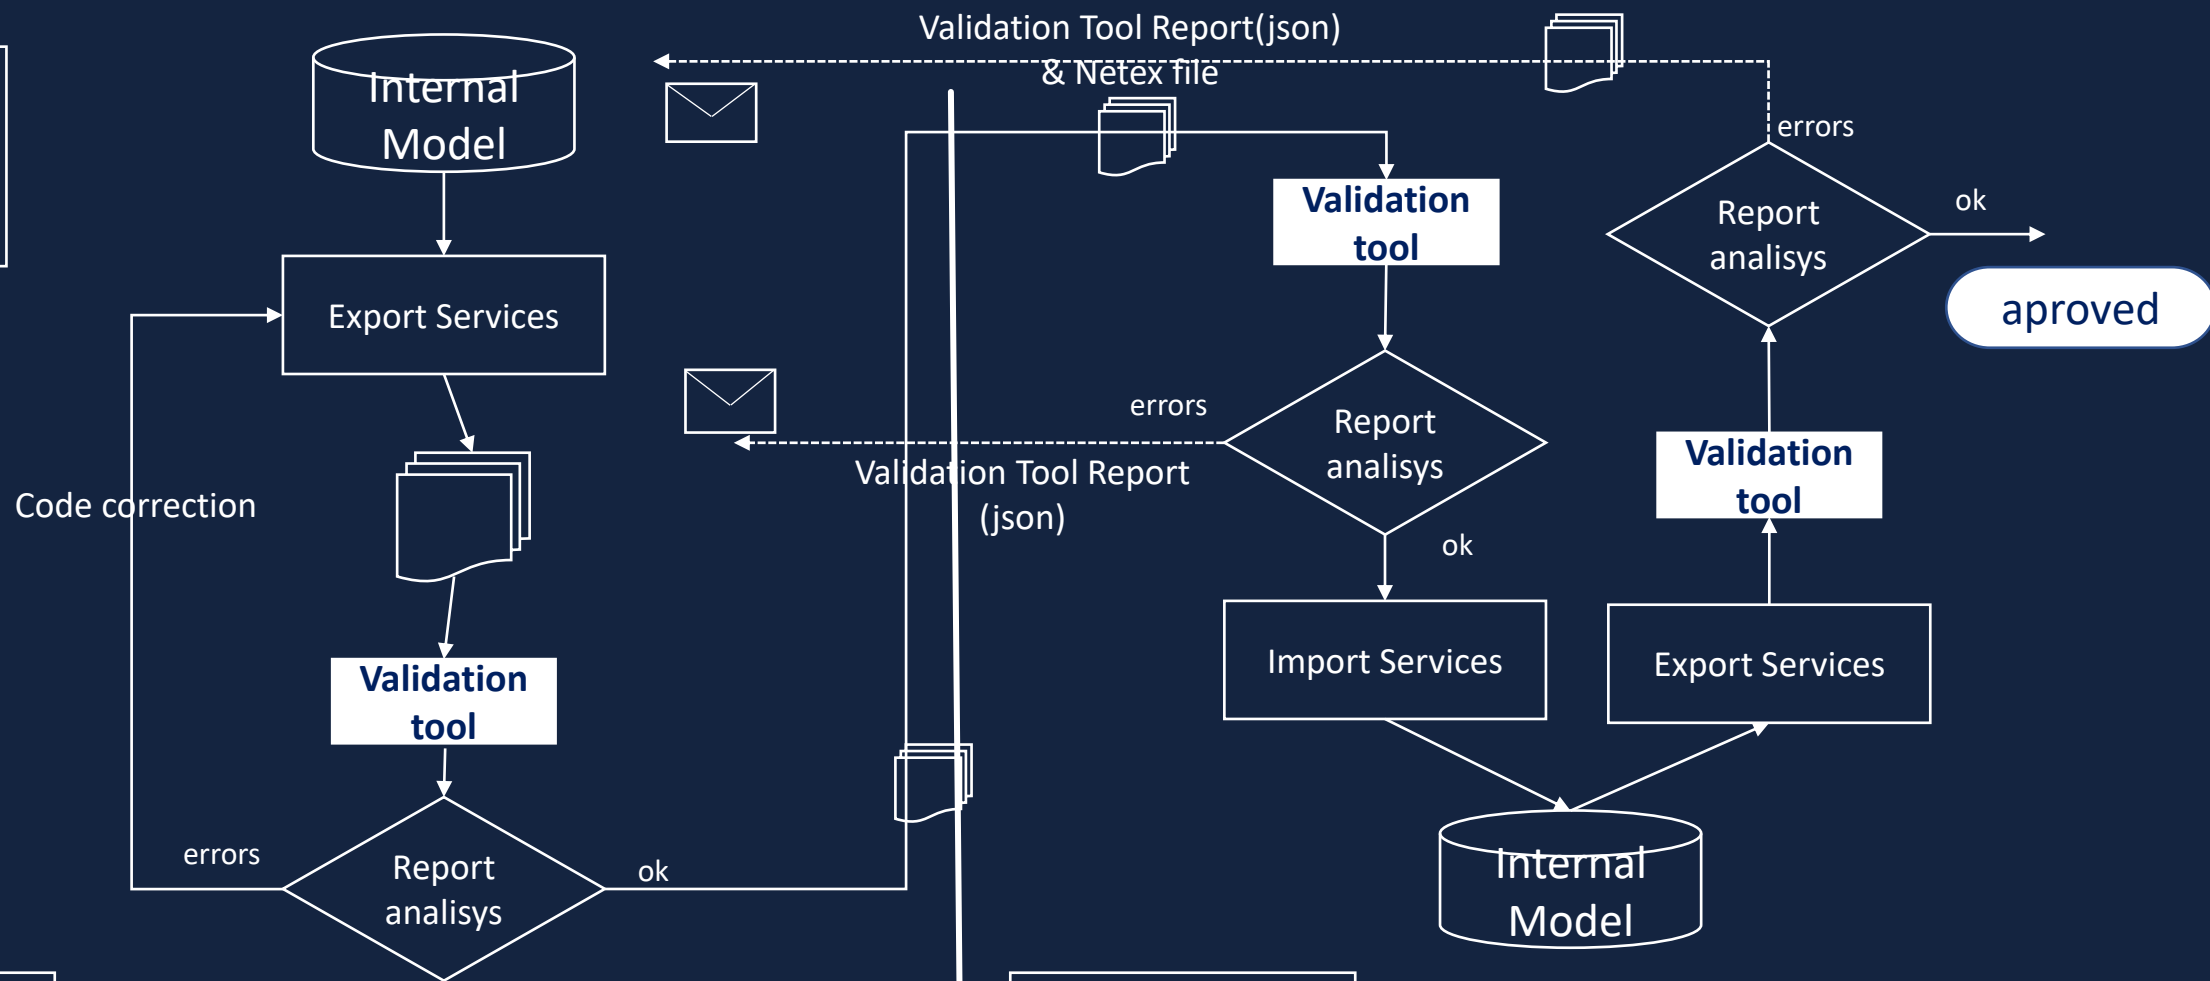 Validation Tool Report(json)
& Netex file
Internal
Model
errors
Validation
tool
Report
analisys
ok
aproved
Export Services
errors
Report
analisys
Validation Tool Report
(json)
Validation
tool
Code correction
ok
Import Services
Export Services
Validation
tool
errors
Report
analisys
ok
Internal
Model